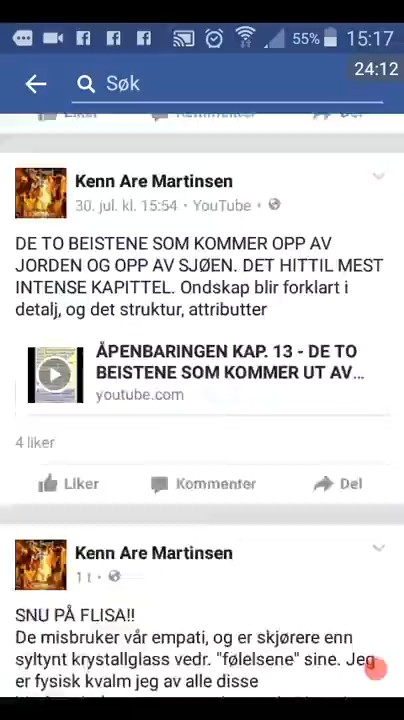 55% 15:17
24:12
Søk
Liker Kommenter Del
Kenn Are Martinsen
30. jul. kl. 15:54 • YouTube •
DE TO BEISTENE SOM KOMMER OPP AV
JORDEN OG OPP AV SJØEN. DET HITTIL MEST
INTENSE KAPITTEL. Ondskap blir forklart i
detalj, og det struktur, attributter
ÅPENBARINGEN KAP. 13 - DE TO
BEISTENE SOM KOMMER UT AV...
youtube.com
4 liker
Liker Kommenter Del
Kenn Are Martinsen
1 t •
SNU PÅ FLISA!!
De misbruker vår empati, og er skjørere enn
syltynt krystallglass vedr. "følelsene" sine. Jeg
er fysisk kvalm jeg av alle disse